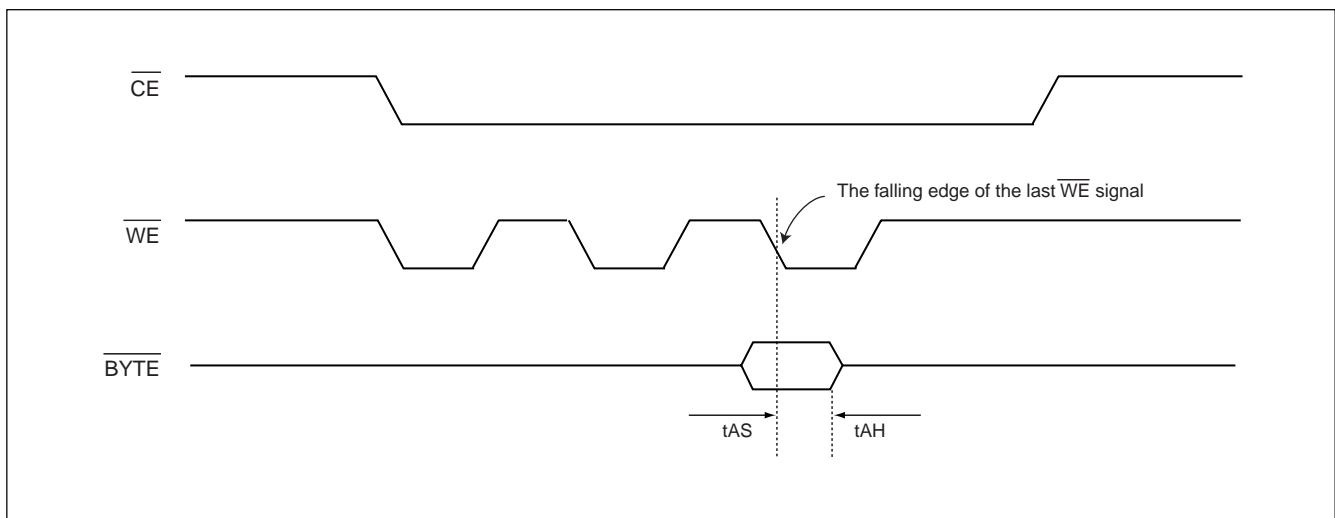 CE
The falling edge of the last WE signal
WE
BYTE
tAS
tAH